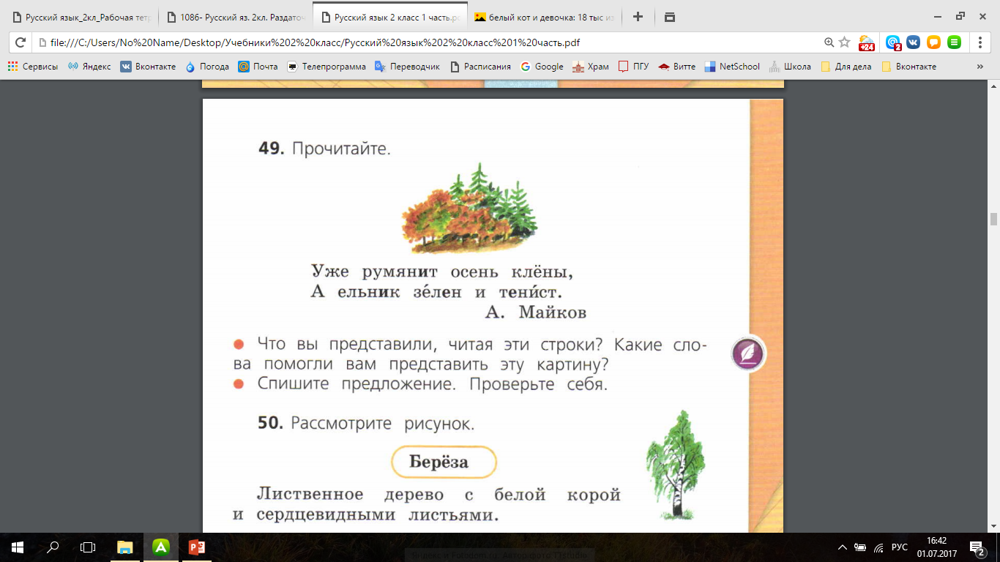 Русский язык_2кл_Рабочая тетр
1086- Русский яз. 2кл. Раздаточ
Русский язык 2 класс 1 часть.pd
белый кот и девочка: 18 тыс из
file:///C:/Users/No%20Name/Desktop/Учебники%202%20класс/Русский%20язык%202%20класс%201%20часть.pdf
+24
2
Сервисы Яндекс Вконтакте Погода Почта Телепрограмма Переводчик Расписания Google Храм ПГУ Витте NetSchool Школа Для дела Вконтакте »
49. Прочитайте.
Уже румянит осень клёны,
А ельник зе́лен и тени́ст.
А. Майков
Что вы представили, читая эти строки? Какие сло-
ва помогли вам представить эту картину?
Спишите предложение. Проверьте себя.
50. Рассмотрите рисунок.
Берёза
Лиственное дерево с белой корой
и сердцевидными листьями.
РУС
16:42
01.07.2017
2